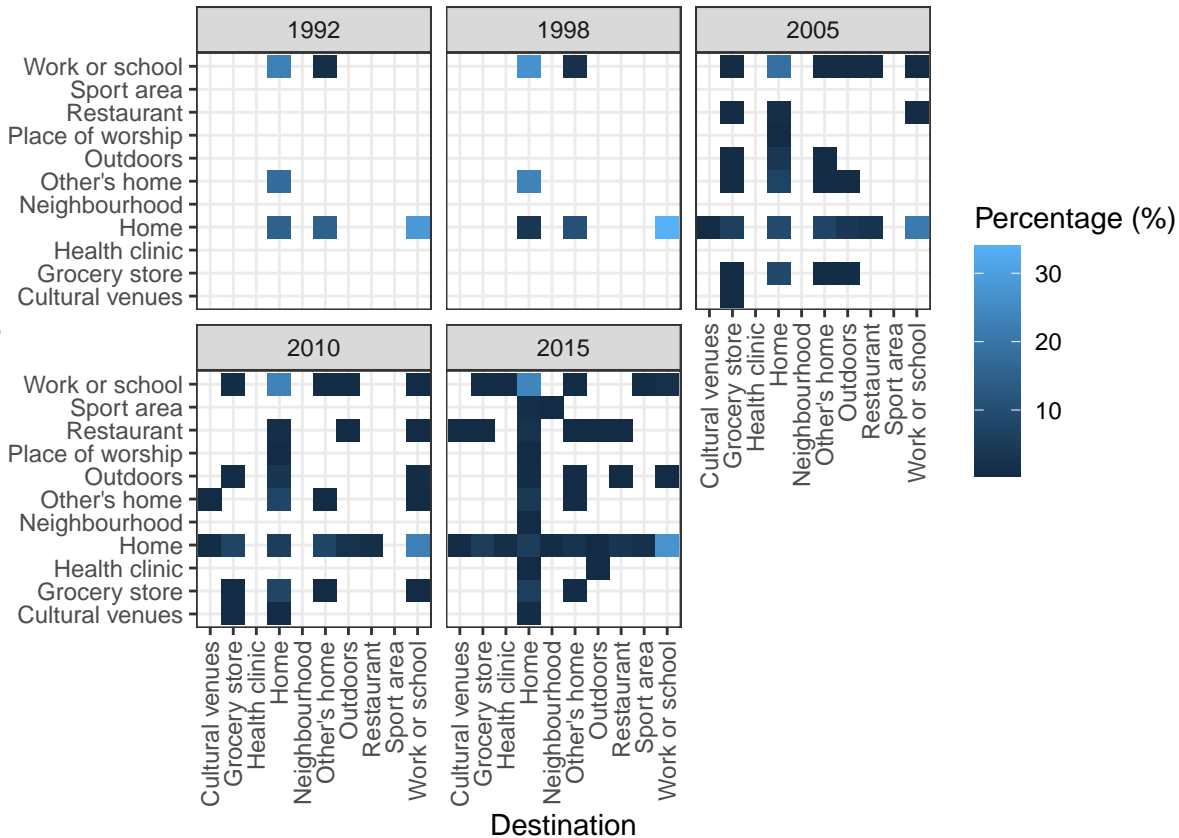 1992
1998
2005
Work or school
Sport area
Restaurant
Place of worship
Outdoors
Other's home
Neighbourhood
Home
Health clinic
Grocery store
Cultural venues
Percentage (%)
30
20
10
Cultural venues
Grocery store
Health clinic
Home
Neighbourhood
Other's home
Outdoors
Restaurant
Sport area
Work or school
2010
2015
Work or school
Sport area
Restaurant
Place of worship
Outdoors
Other's home
Neighbourhood
Home
Health clinic
Grocery store
Cultural venues
Cultural venues
Grocery store
Health clinic
Home
Neighbourhood
Other's home
Outdoors
Restaurant
Sport area
Work or school
Cultural venues
Grocery store
Health clinic
Home
Neighbourhood
Other's home
Outdoors
Restaurant
Sport area
Work or school
Destination